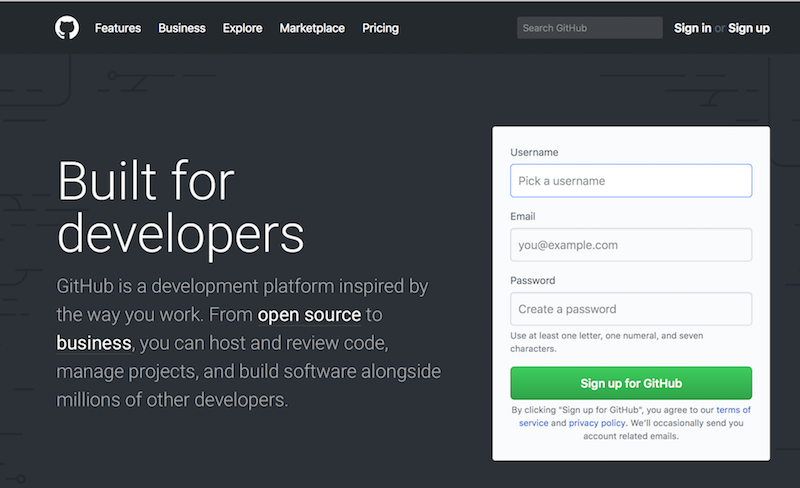 Features Business Explore Marketplace Pricing Search GitHub Sign in or Sign up
Built for
developers
GitHub is a development platform inspired by
the way you work. From open source to
business, you can host and review code,
manage projects, and build software alongside
millions of other developers.
Username
Pick a username
Email
you@example.com
Password
Create a password
Use at least one letter, one numeral, and seven
characters.
Sign up for GitHub
By clicking "Sign up for GitHub", you agree to our terms of
service and privacy policy. We'll occasionally send you
account related emails.